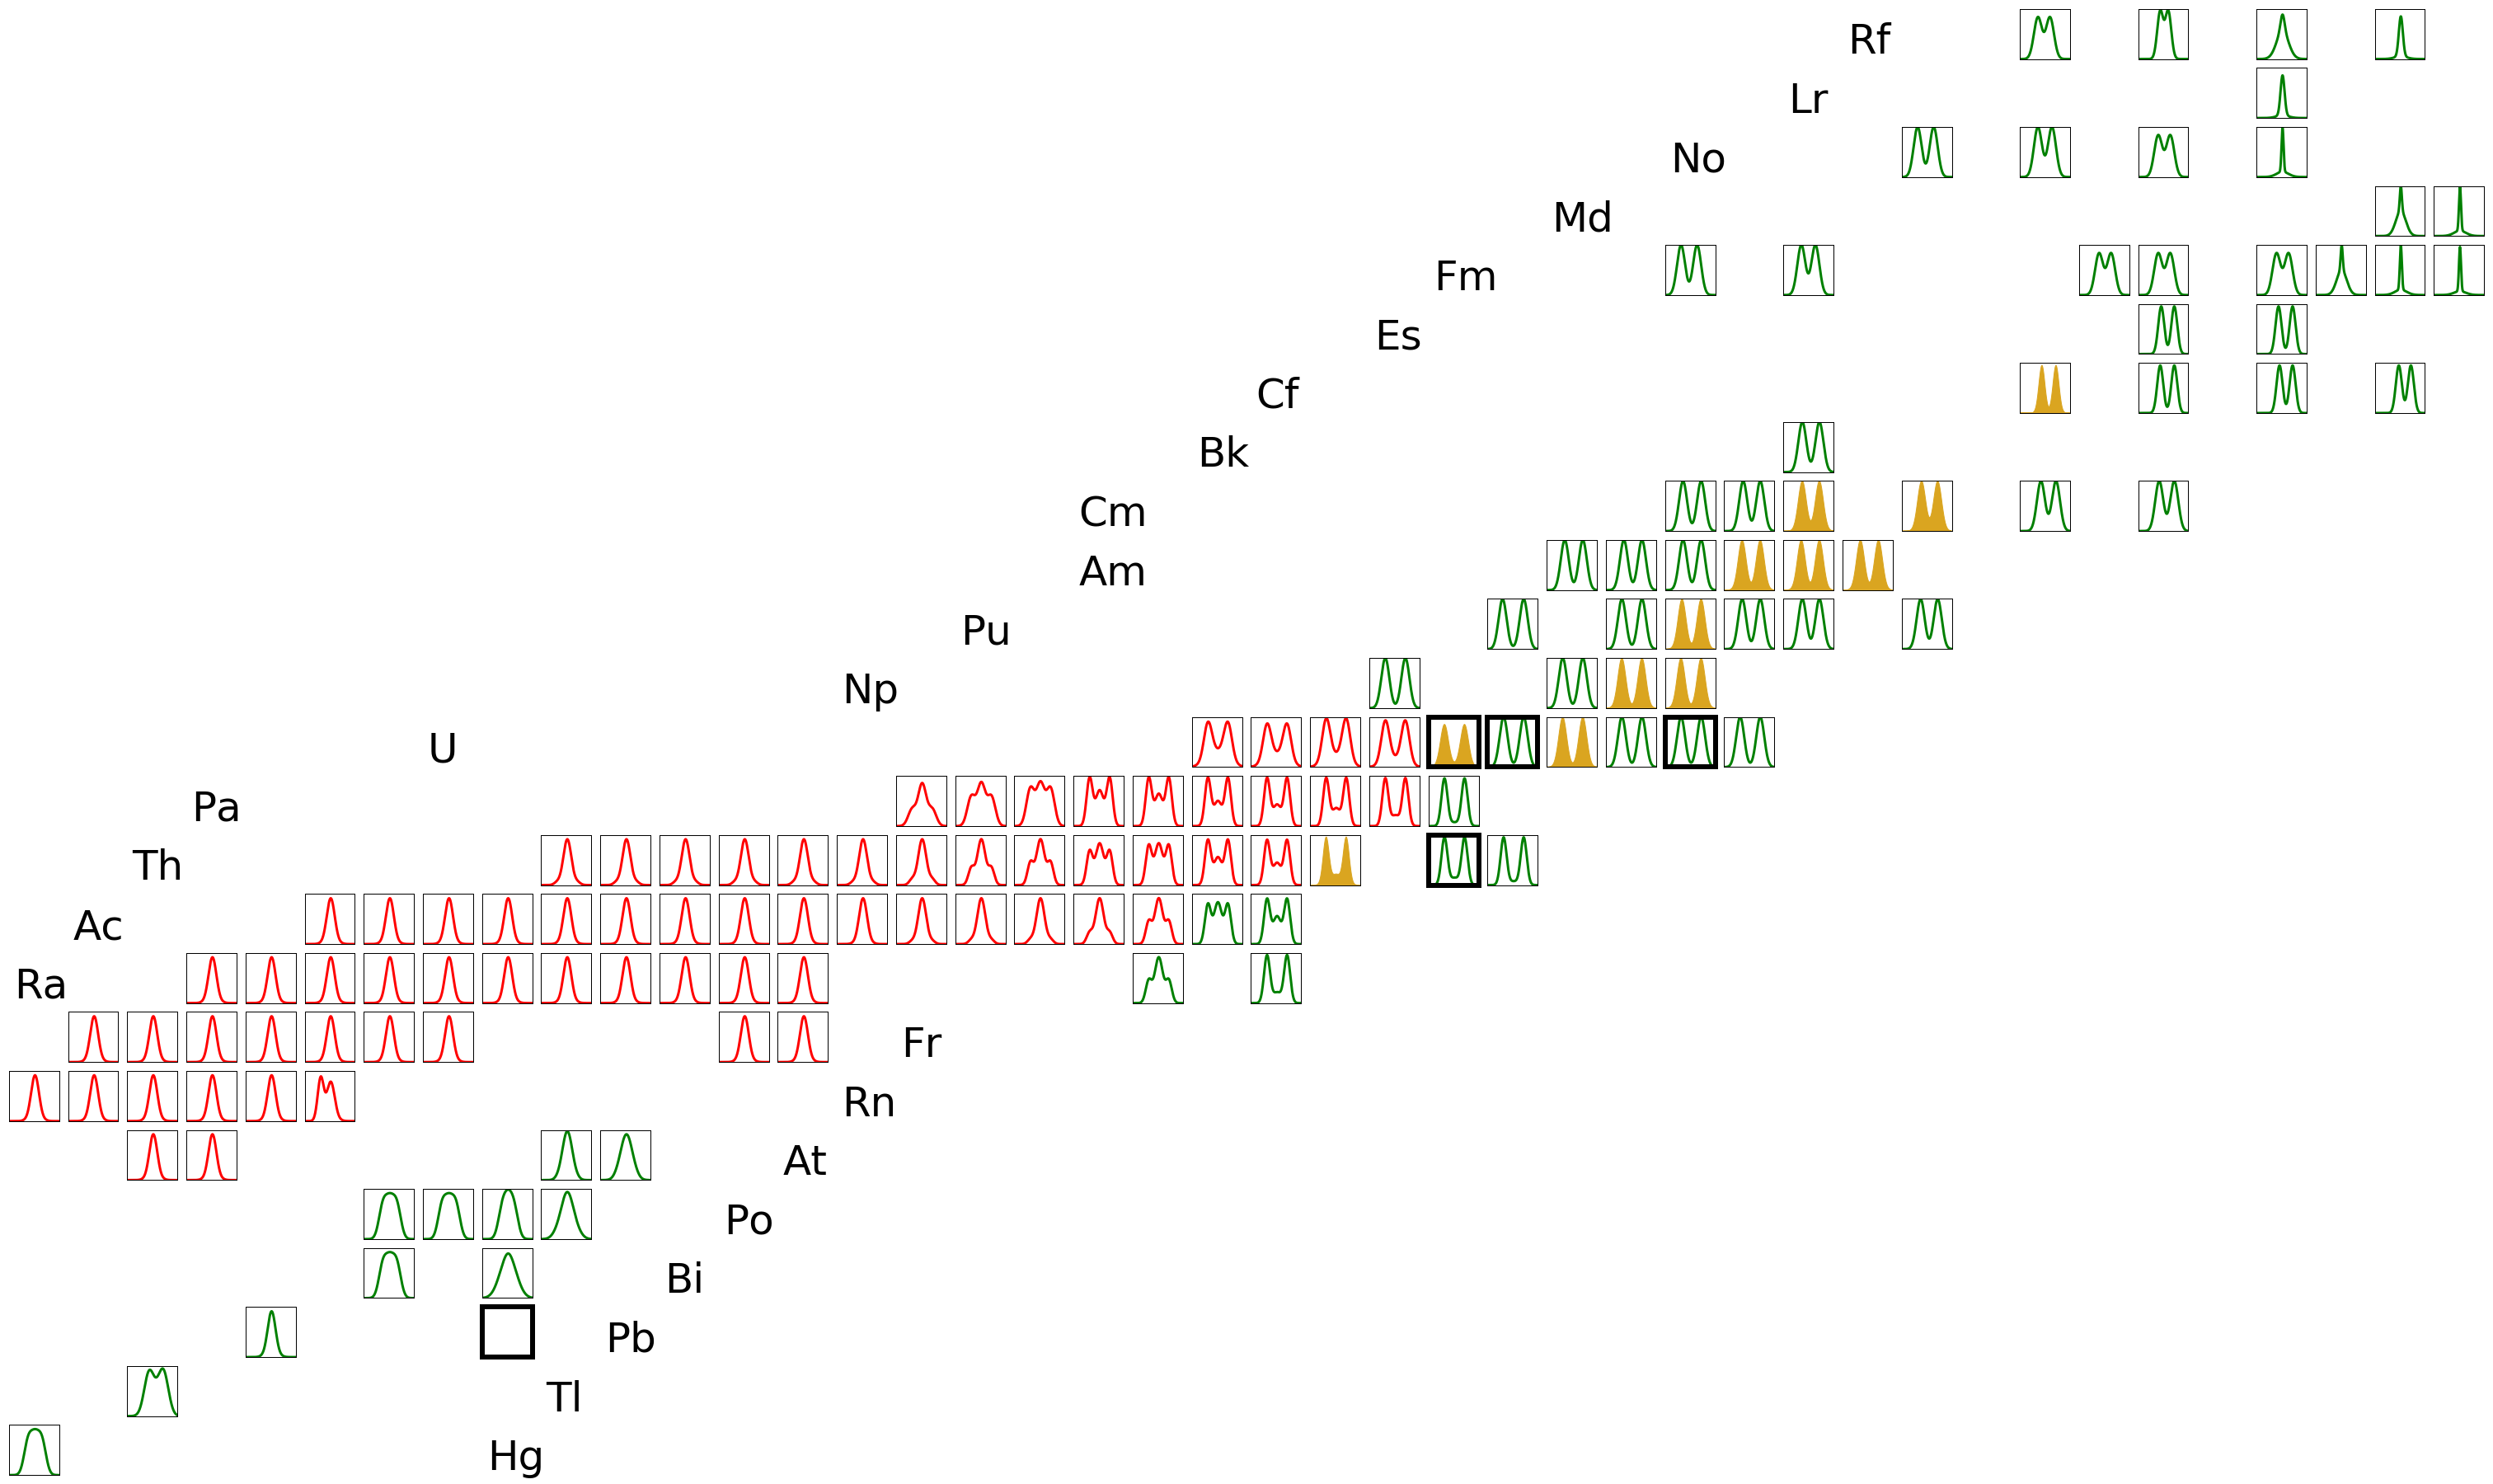 Rf
Lr
No
Md
Fm
Es
Cf
Bk
Cm
Am
Pu
Np
U
Pa
Th
Ac
Ra
Fr
Rn
At
Po
Bi
Pb
Tl
Hg